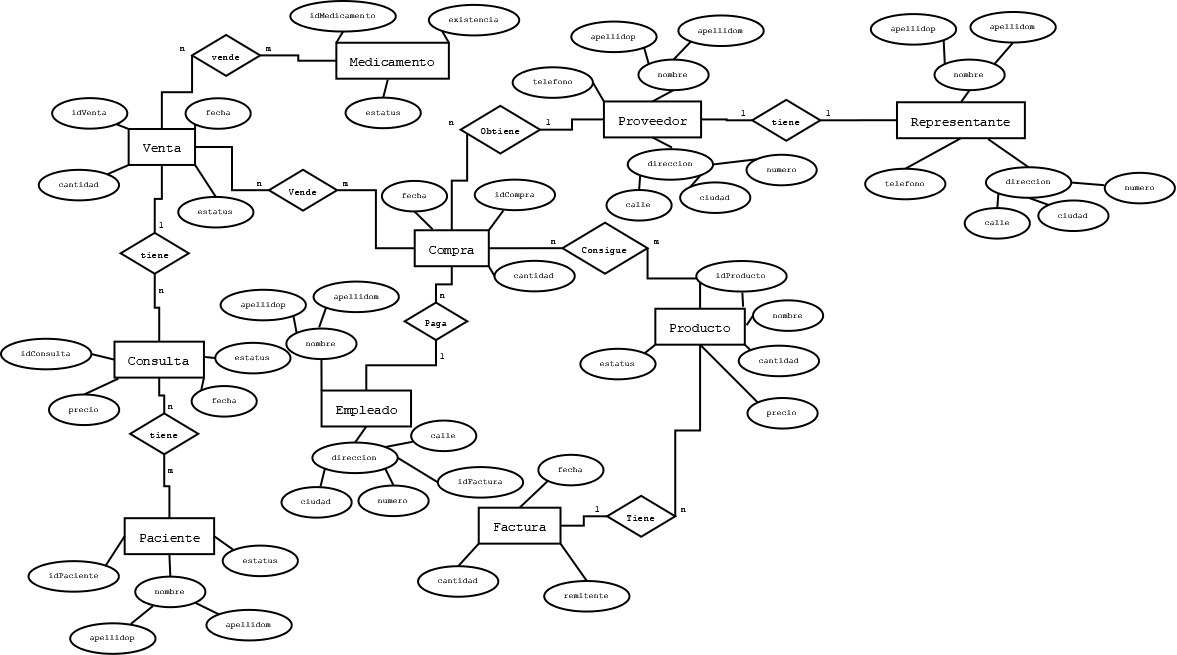 idMedicamento
existencia
n
vende
m
Medicamento
estatus
apellidop
apellidom
nombre
telefono
Proveedor
1
tiene
1
apellidop
apellidom
nombre
Representante
idVenta
fecha
Venta
cantidad
estatus
n
Obtiene
1
direccion
numero
calle
ciudad
telefono
direccion
numero
calle
ciudad
n
Vende
m
fecha
idCompra
Compra
cantidad
n
Consigue
m
1
tiene
n
idProducto
nombre
Producto
estatus
cantidad
precio
apellidop
apellidom
nombre
n
Paga
1
idConsulta
Consulta
estatus
precio
fecha
Empleado
direccion
calle
idFactura
ciudad
numero
n
tiene
m
fecha
Factura
1
Tiene
n
cantidad
remitente
Paciente
idPaciente
estatus
nombre
apellidop
apellidom